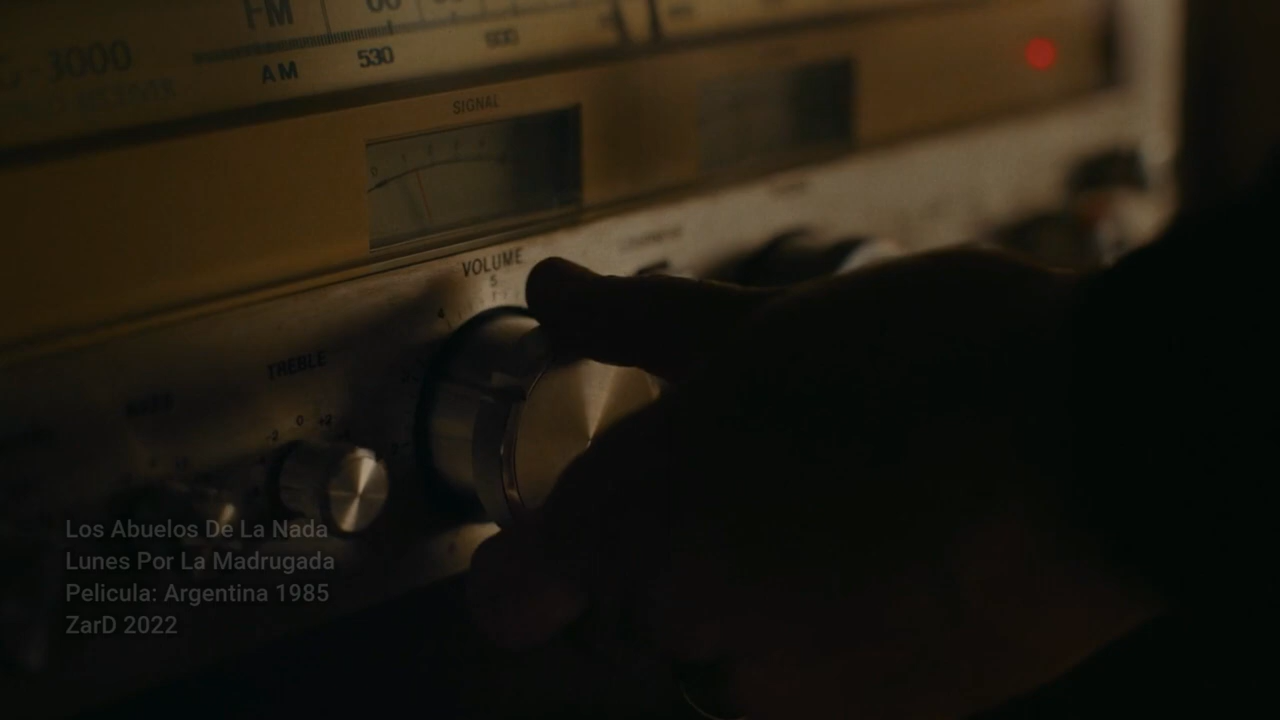 FM
AM 530 600
3000
SIGNAL
VOLUME
5
TREBLE
-2 0 +2
Los Abuelos De La Nada
Lunes Por La Madrugada
Pelicula: Argentina 1985
ZarD 2022